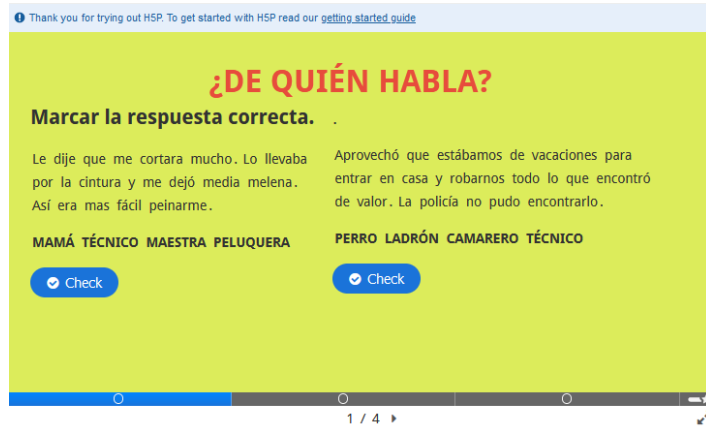 Thank you for trying out H5P. To get started with H5P read our getting started guide
¿DE QUIÉN HABLA?
Marcar la respuesta correcta. .
Le dije que me cortara mucho. Lo llevaba
por la cintura y me dejó media melena.
Así era mas fácil peinarme.
MAMÁ TÉCNICO MAESTRA PELUQUERA
Check
Aprovechó que estábamos de vacaciones para
entrar en casa y robarnos todo lo que encontró
de valor. La policía no pudo encontrarlo.
PERRO LADRÓN CAMARERO TÉCNICO
Check
1 / 4